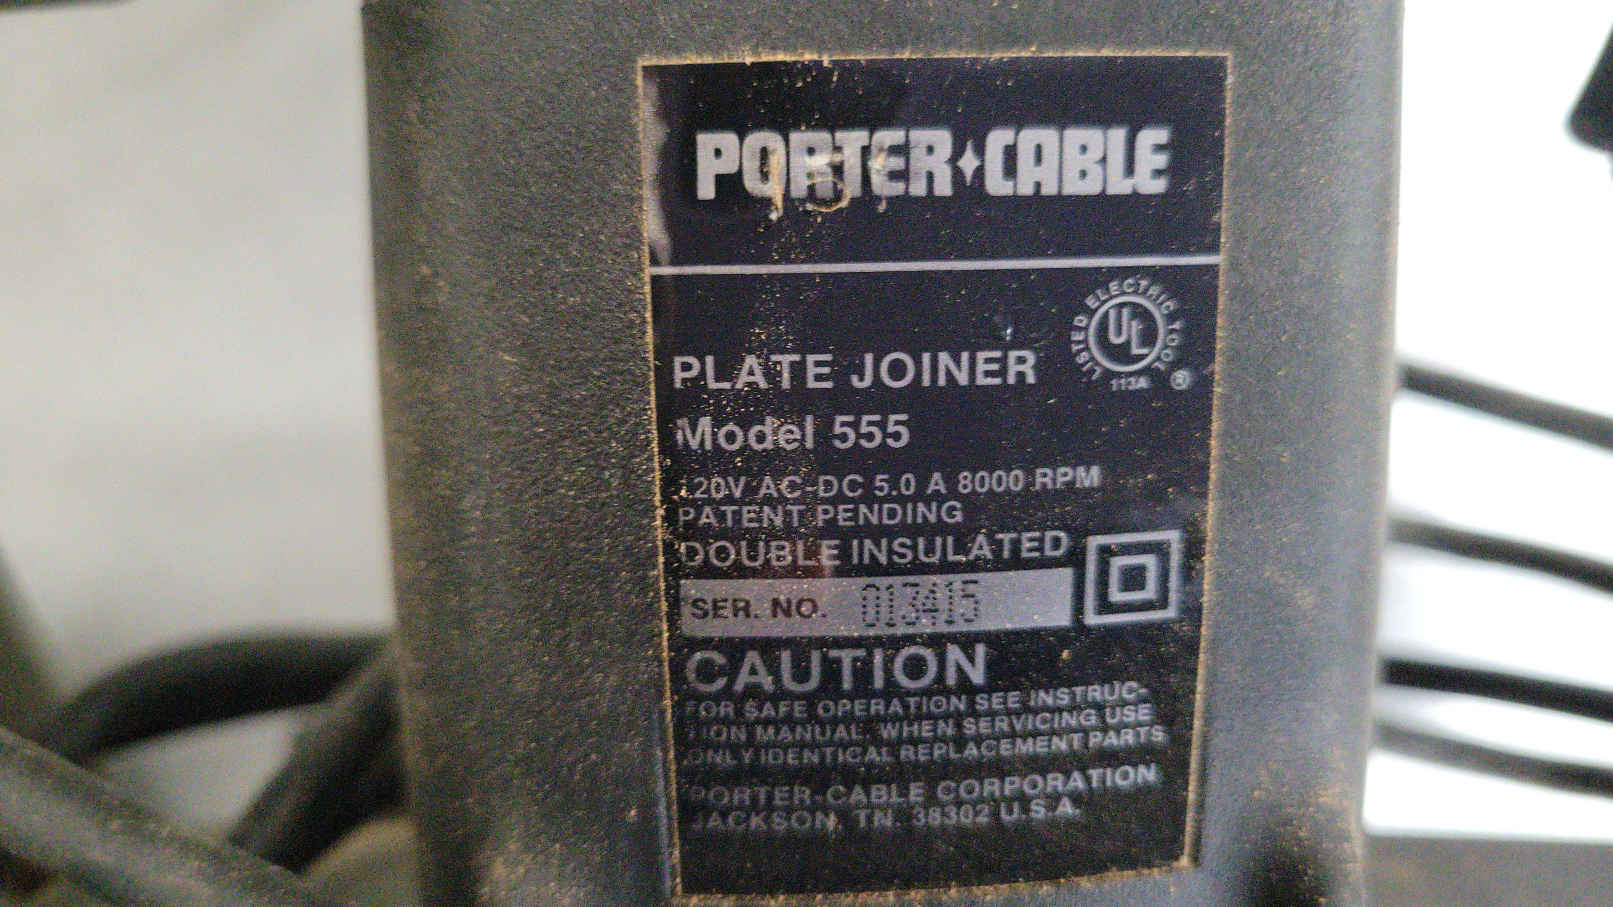 PORTER✦CABLE
LISTED ELECTRIC TOOL
UL
113A
®
PLATE JOINER
Model 555
120V AC-DC 5.0 A 8000 RPM
PATENT PENDING
DOUBLE INSULATED
SER. NO. 013415
CAUTION
FOR SAFE OPERATION SEE INSTRUC-
TION MANUAL. WHEN SERVICING USE
ONLY IDENTICAL REPLACEMENT PARTS
PORTER-CABLE CORPORATION
JACKSON, TN. 38302 U.S.A.